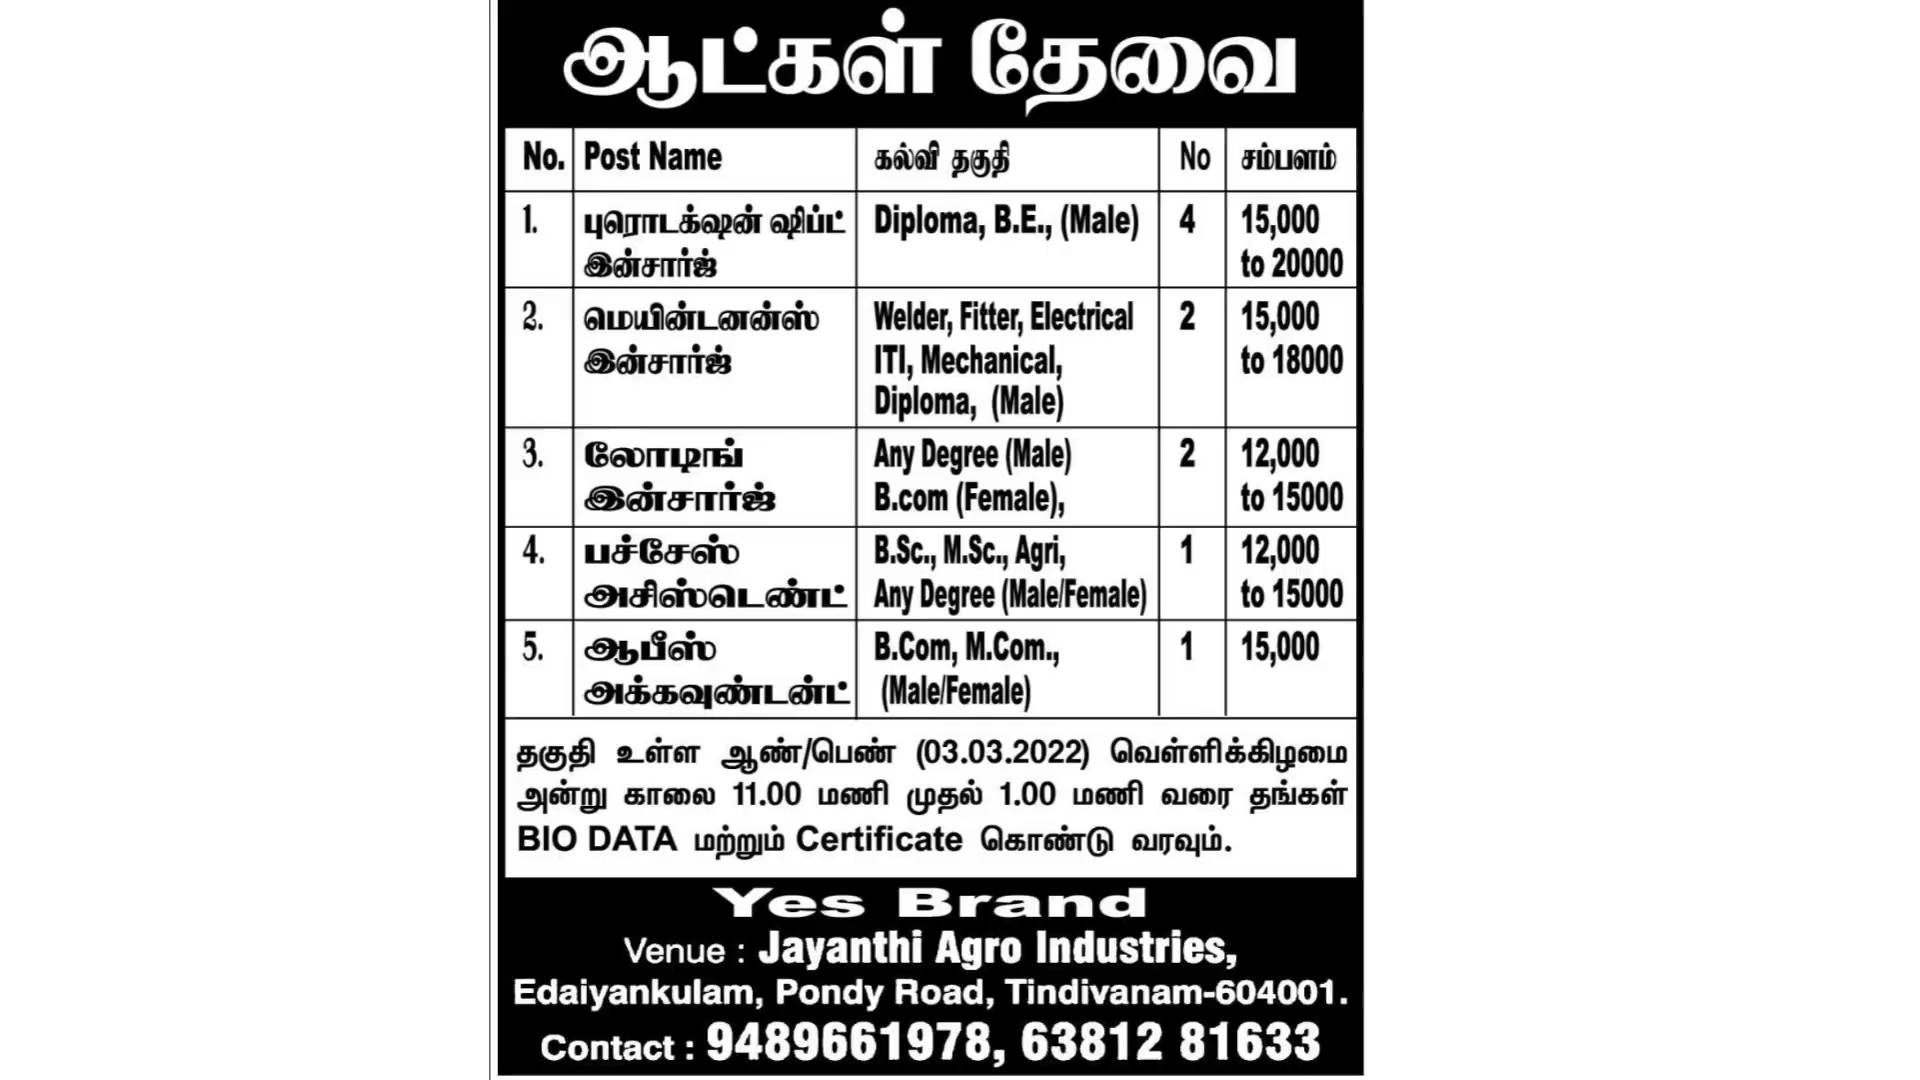 ஆட்கள் தேவை
No. Post Name கல்வி தகுதி No சம்பளம்
1. புரொடக்ஷன் ஷிப்ட் Diploma, B.E., (Male) 4 15,000
இன்சார்ஜ் to 20000
2. மெயின்டனன்ஸ் Welder, Fitter, Electrical 2 15,000
இன்சார்ஜ் ITI, Mechanical, to 18000
Diploma, (Male)
3. லோடிங் Any Degree (Male) 2 12,000
இன்சார்ஜ் B.com (Female), to 15000
4. பச்சேஸ் B.Sc., M.Sc., Agri, 1 12,000
அசிஸ்டெண்ட் Any Degree (Male/Female) to 15000
5. ஆபீஸ் B.Com, M.Com., 1 15,000
அக்கவுண்டன்ட் (Male/Female)
தகுதி உள்ள ஆண்/பெண் (03.03.2022) வெள்ளிக்கிழமை
அன்று காலை 11.00 மணி முதல் 1.00 மணி வரை தங்கள்
BIO DATA மற்றும் Certificate கொண்டு வரவும்.
Yes Brand
Venue : Jayanthi Agro Industries,
Edaiyankulam, Pondy Road, Tindivanam-604001.
Contact : 9489661978, 63812 81633